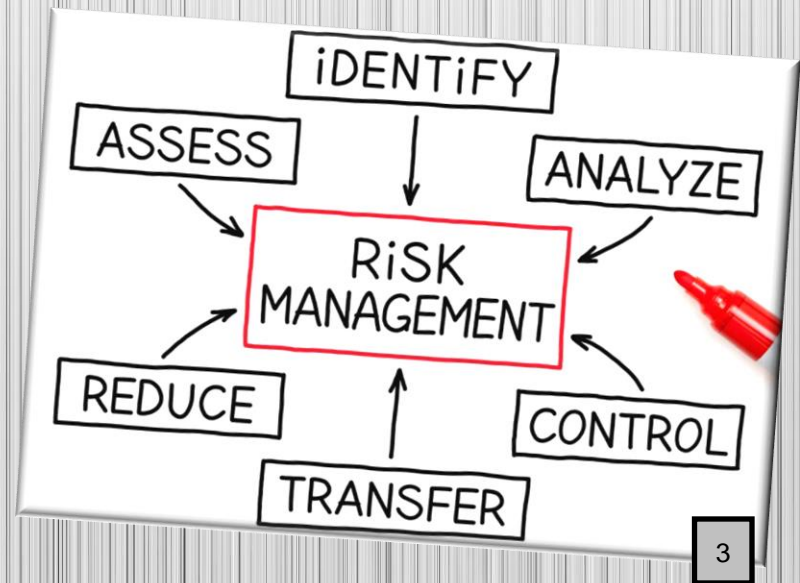 iDENTiFY
ASSESS
ANALYZE
RiSK
MANAGEMENT
REDUCE
CONTROL
TRANSFER
3